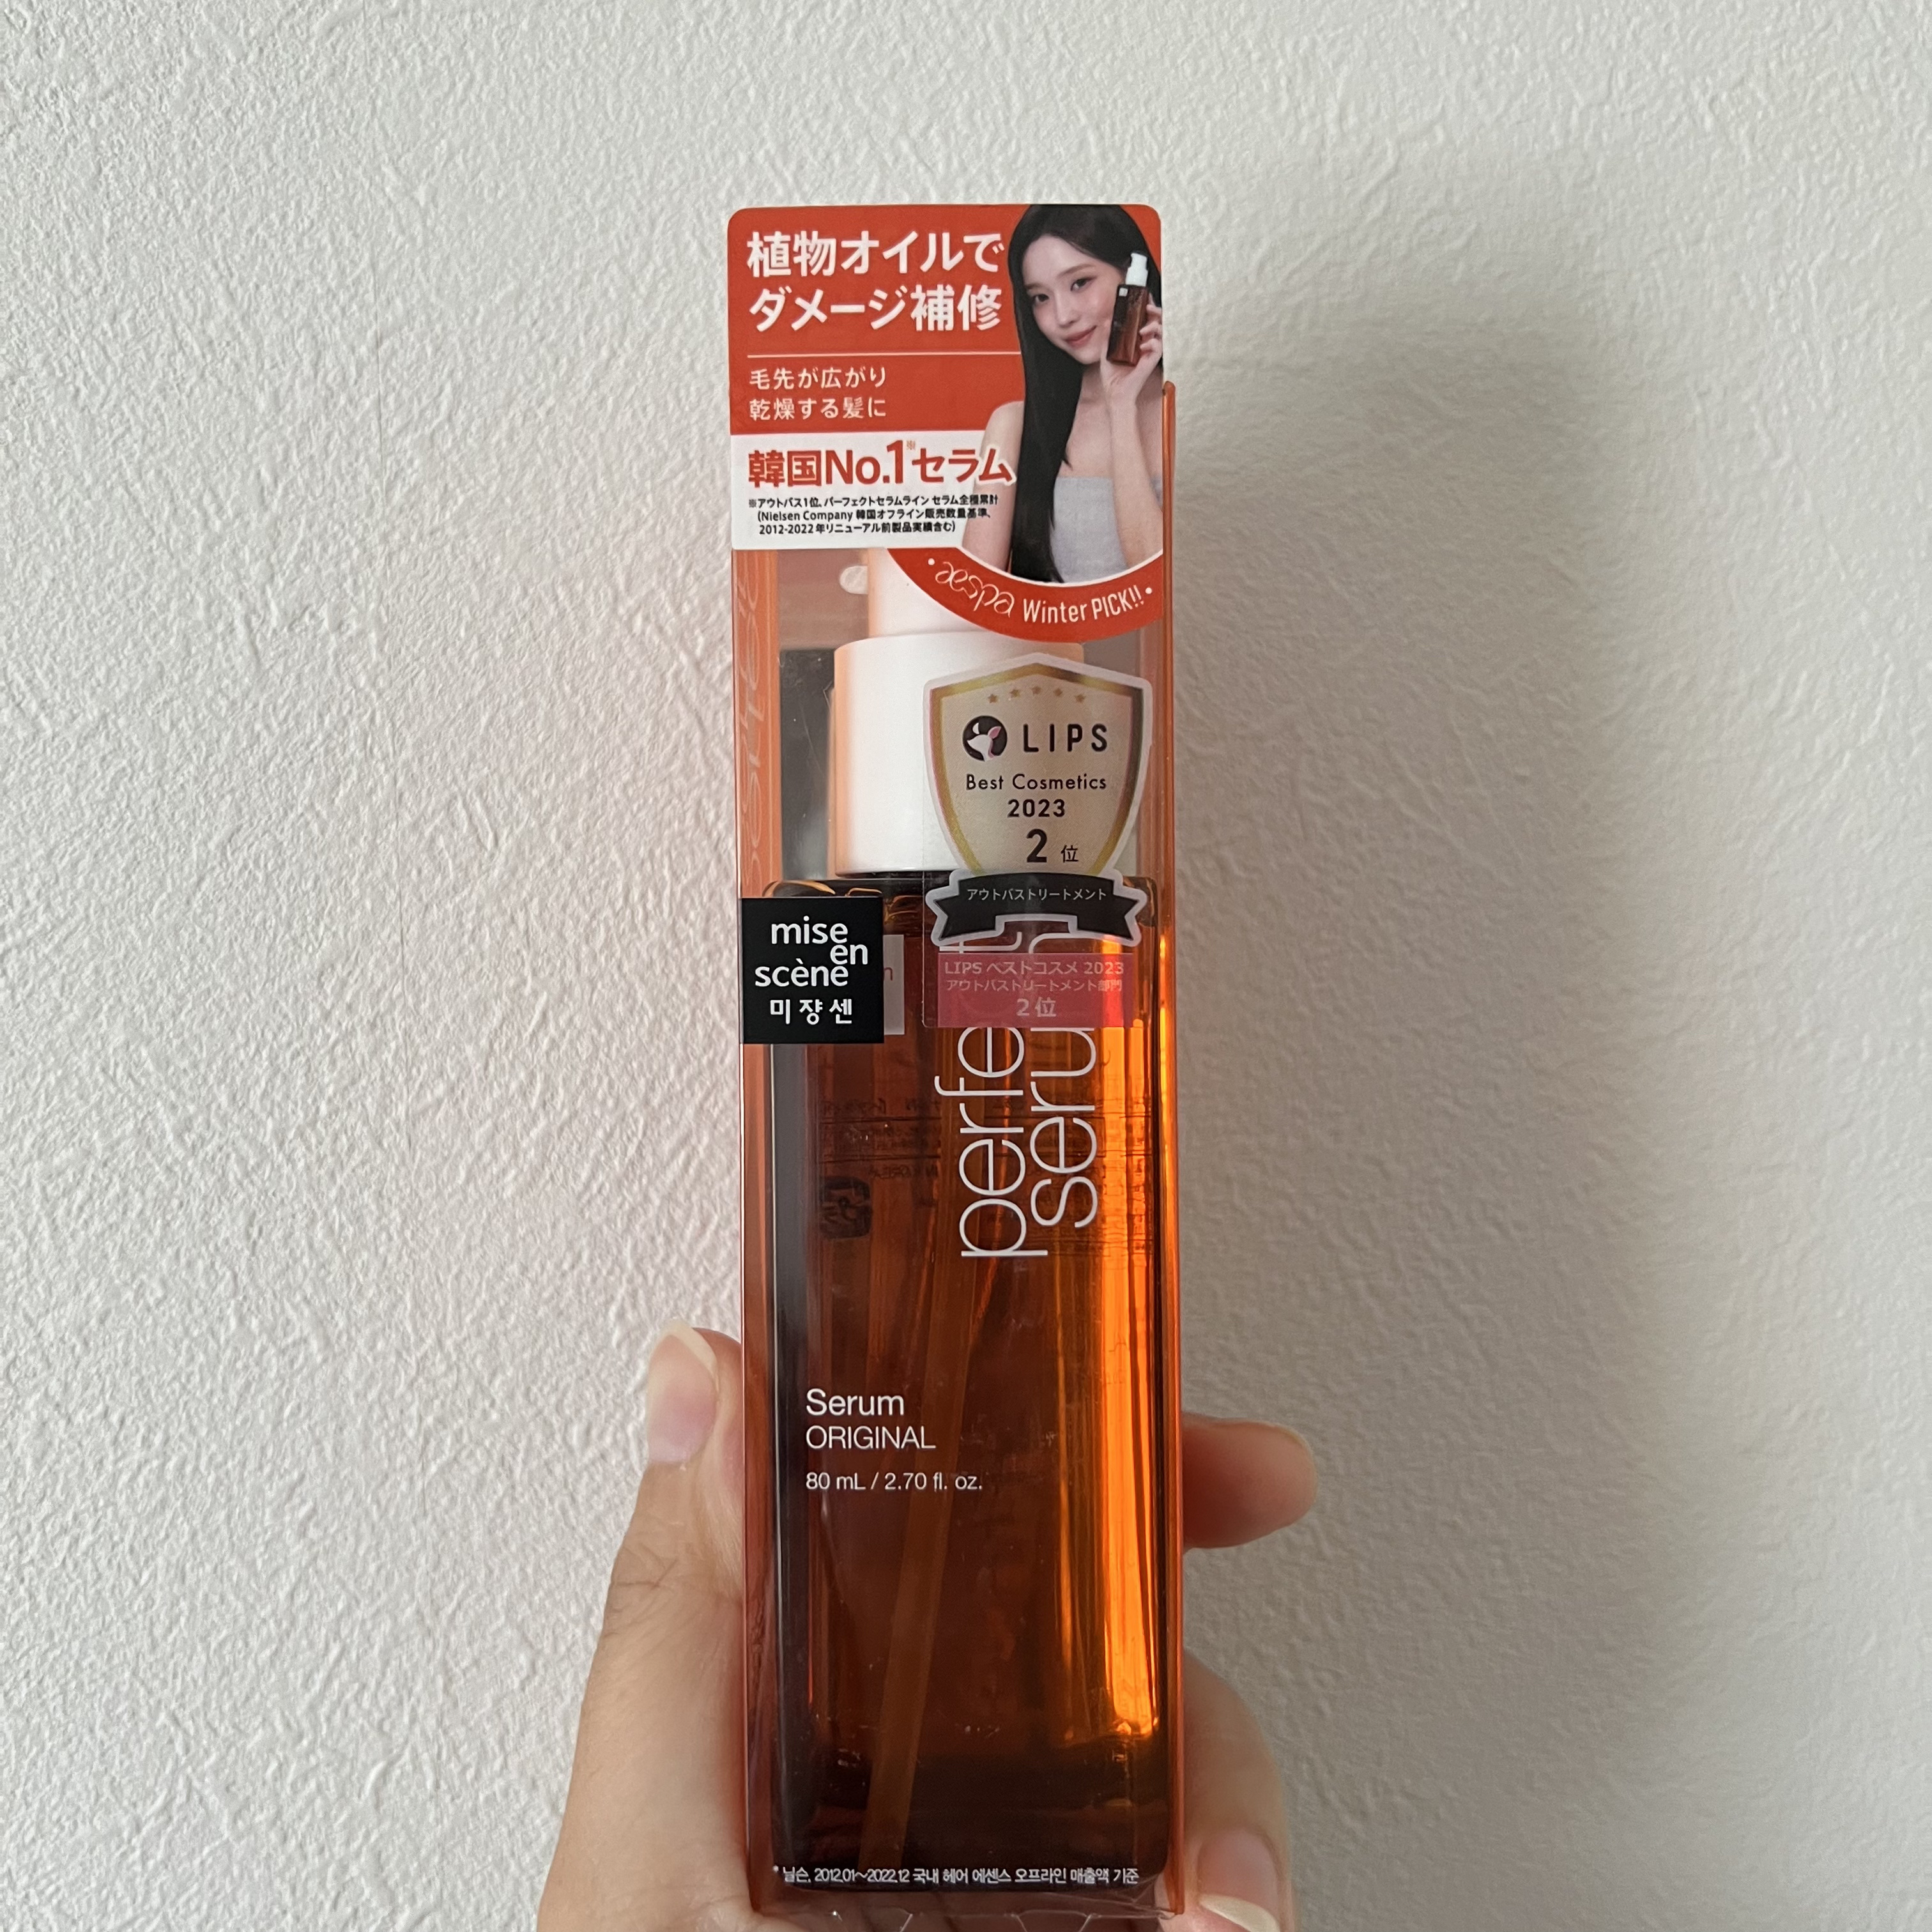 植物オイルで
ダメージ補修
毛先が広がり
乾燥する髪に
韓国No.1※セラム
※アウトバス1位、パーフェクトセラムライン セラム全種累計
(Nielsen Company 韓国オフライン販売数量基準、
2012-2022年リニューアル前製品実績含む)
aespa Winter PICK!!
LIPS
Best Cosmetics
2023
2位
アウトバストリートメント
LIPS ベストコスメ 2023
アウトバストリートメント部門
2位
mise
en
scène
미쟝센
perfe
seru
Serum
ORIGINAL
80 mL / 2.70 fl. oz.
* 닐슨, 2012.01~2022.12 국내 헤어 에센스 오프라인 매출액 기준